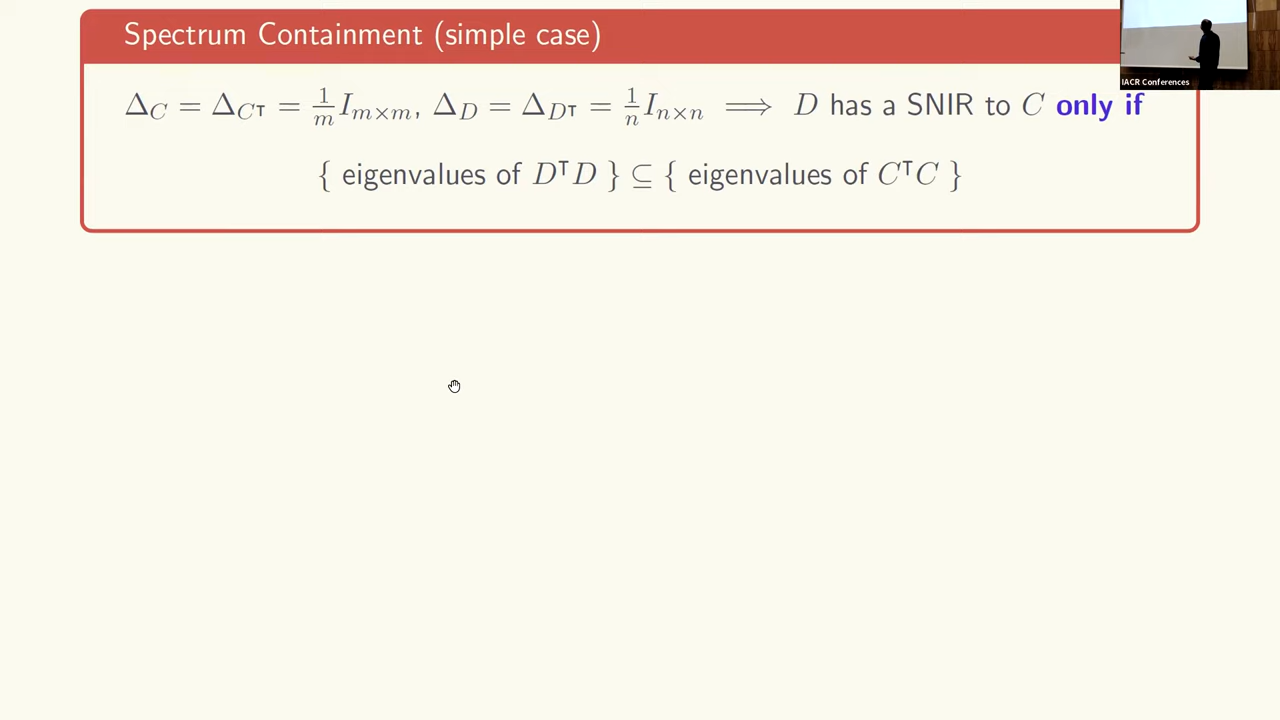 Spectrum Containment (simple case)
IACR Conferences
Δ_C = Δ_{C⊺} = 1/m I_{m×m}, Δ_D = Δ_{D⊺} = 1/n I_{n×n} ⟹ D has a SNIR to C only if
{ eigenvalues of D⊺D } ⊆ { eigenvalues of C⊺C }